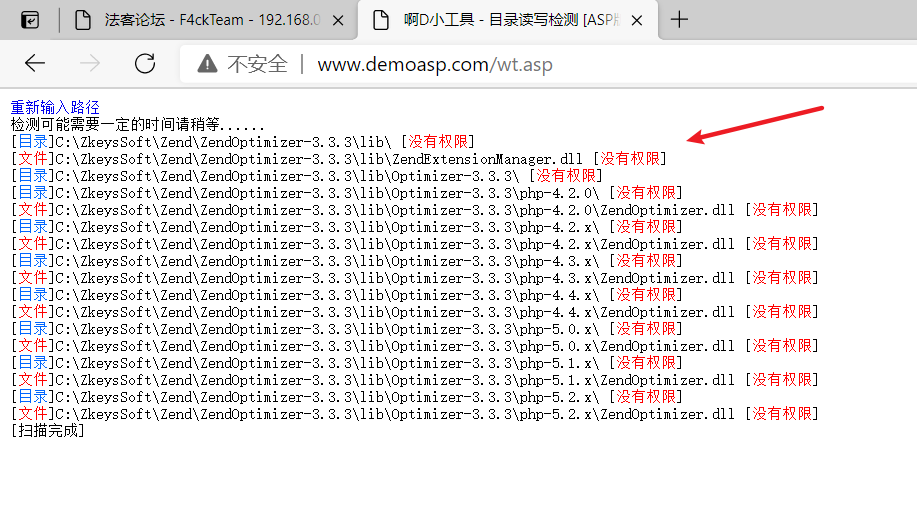 法客论坛 - F4ckTeam - 192.168.0
啊D小工具 - 目录读写检测 [ASP
不安全 | www.demoasp.com/wt.asp
重新输入路径
检测可能需要一定的时间请稍等......
[目录]C:\ZkeysSoft\Zend\ZendOptimizer-3.3.3\lib\ [没有权限]
[文件]C:\ZkeysSoft\Zend\ZendOptimizer-3.3.3\lib\ZendExtensionManager.dll [没有权限]
[目录]C:\ZkeysSoft\Zend\ZendOptimizer-3.3.3\lib\Optimizer-3.3.3\ [没有权限]
[目录]C:\ZkeysSoft\Zend\ZendOptimizer-3.3.3\lib\Optimizer-3.3.3\php-4.2.0\ [没有权限]
[文件]C:\ZkeysSoft\Zend\ZendOptimizer-3.3.3\lib\Optimizer-3.3.3\php-4.2.0\ZendOptimizer.dll [没有权限]
[目录]C:\ZkeysSoft\Zend\ZendOptimizer-3.3.3\lib\Optimizer-3.3.3\php-4.2.x\ [没有权限]
[文件]C:\ZkeysSoft\Zend\ZendOptimizer-3.3.3\lib\Optimizer-3.3.3\php-4.2.x\ZendOptimizer.dll [没有权限]
[目录]C:\ZkeysSoft\Zend\ZendOptimizer-3.3.3\lib\Optimizer-3.3.3\php-4.3.x\ [没有权限]
[文件]C:\ZkeysSoft\Zend\ZendOptimizer-3.3.3\lib\Optimizer-3.3.3\php-4.3.x\ZendOptimizer.dll [没有权限]
[目录]C:\ZkeysSoft\Zend\ZendOptimizer-3.3.3\lib\Optimizer-3.3.3\php-4.4.x\ [没有权限]
[文件]C:\ZkeysSoft\Zend\ZendOptimizer-3.3.3\lib\Optimizer-3.3.3\php-4.4.x\ZendOptimizer.dll [没有权限]
[目录]C:\ZkeysSoft\Zend\ZendOptimizer-3.3.3\lib\Optimizer-3.3.3\php-5.0.x\ [没有权限]
[文件]C:\ZkeysSoft\Zend\ZendOptimizer-3.3.3\lib\Optimizer-3.3.3\php-5.0.x\ZendOptimizer.dll [没有权限]
[目录]C:\ZkeysSoft\Zend\ZendOptimizer-3.3.3\lib\Optimizer-3.3.3\php-5.1.x\ [没有权限]
[文件]C:\ZkeysSoft\Zend\ZendOptimizer-3.3.3\lib\Optimizer-3.3.3\php-5.1.x\ZendOptimizer.dll [没有权限]
[目录]C:\ZkeysSoft\Zend\ZendOptimizer-3.3.3\lib\Optimizer-3.3.3\php-5.2.x\ [没有权限]
[文件]C:\ZkeysSoft\Zend\ZendOptimizer-3.3.3\lib\Optimizer-3.3.3\php-5.2.x\ZendOptimizer.dll [没有权限]
[扫描完成]